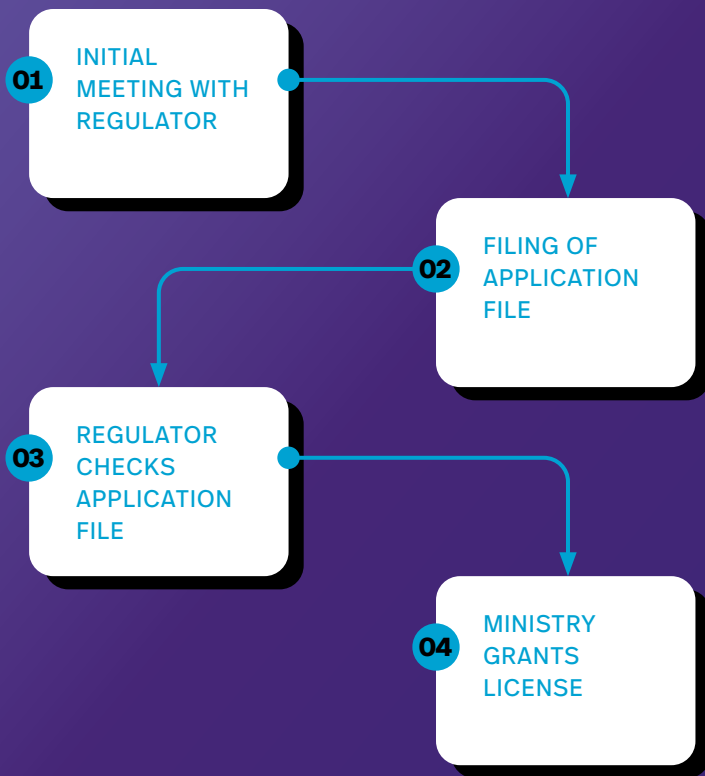 01
INITIAL
MEETING WITH
REGULATOR
02
FILING OF
APPLICATION
FILE
03
REGULATOR
CHECKS
APPLICATION
FILE
04
MINISTRY
GRANTS
LICENSE